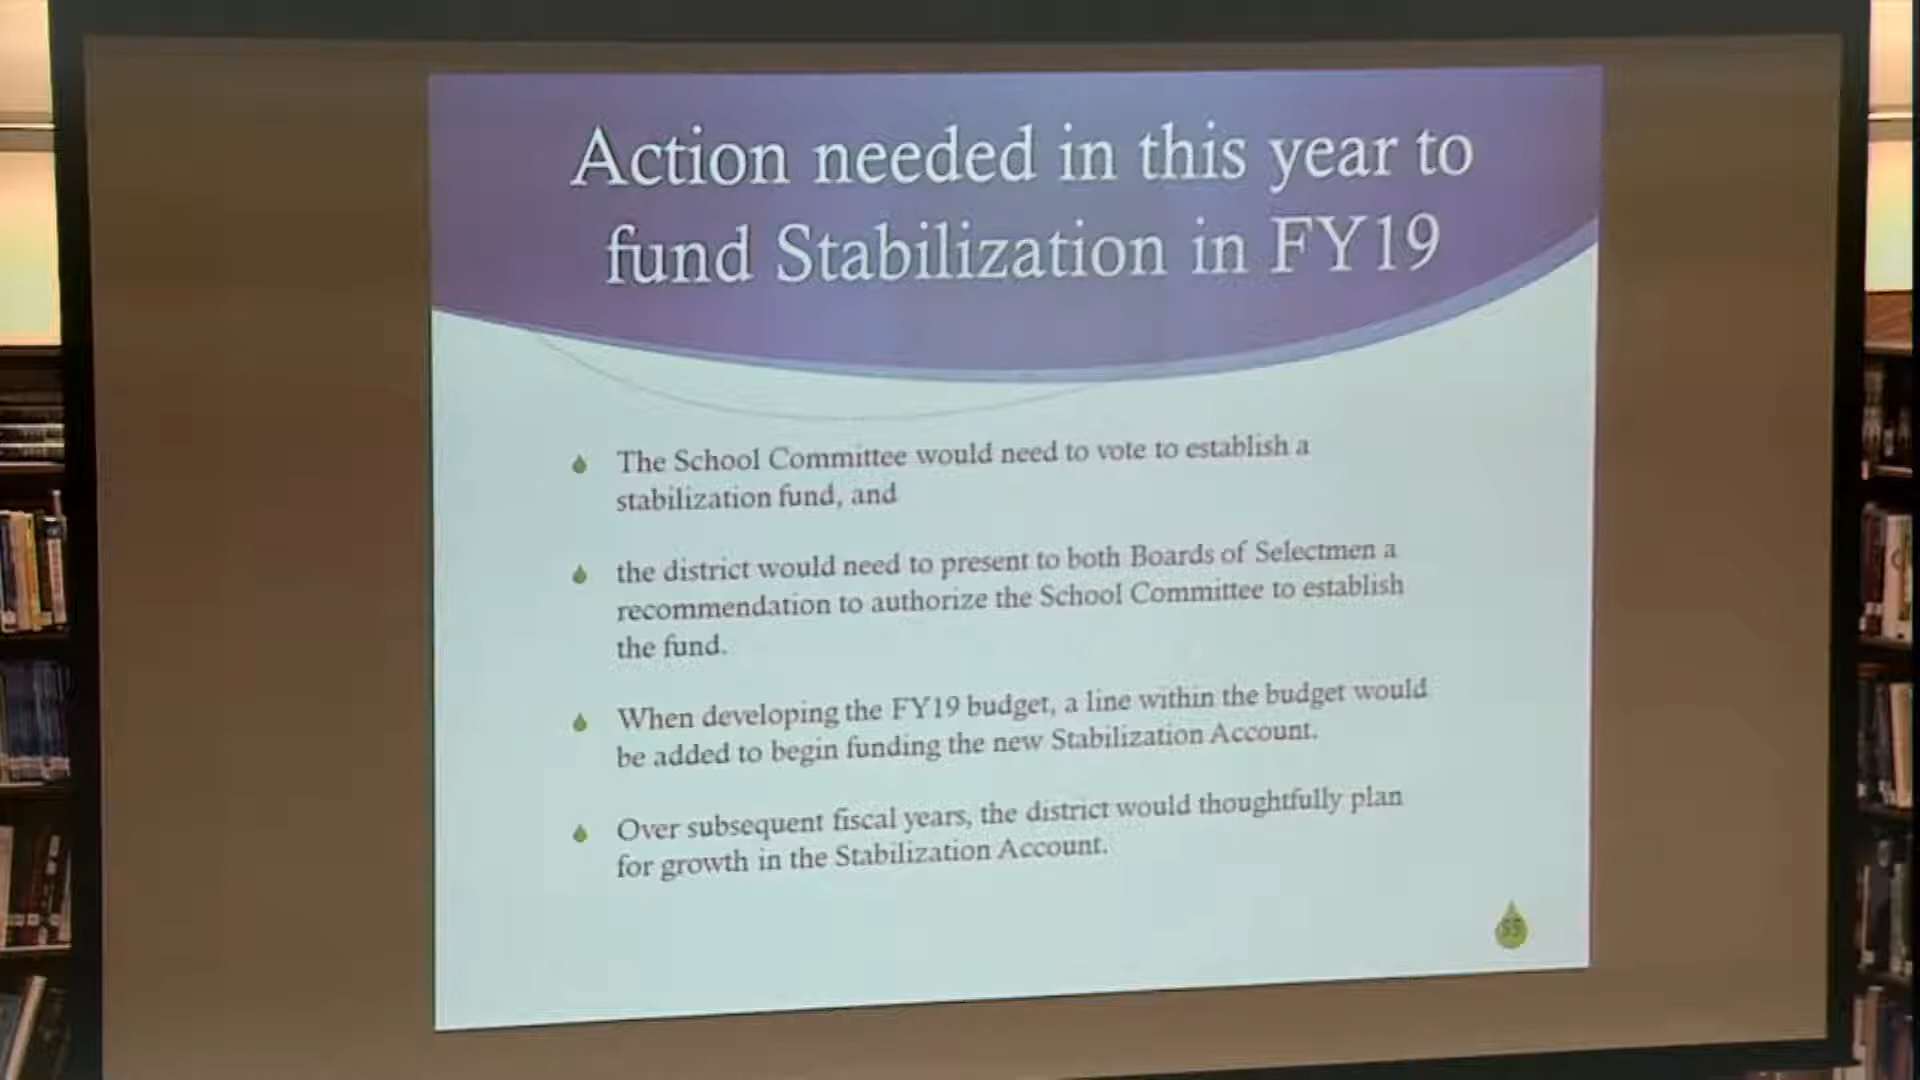 Action needed in this year to
fund Stabilization in FY19
The School Committee would need to vote to establish a
stabilization fund, and
the district would need to present to both Boards of Selectmen a
recommendation to authorize the School Committee to establish
the fund.
When developing the FY19 budget, a line within the budget would
be added to begin funding the new Stabilization Account.
Over subsequent fiscal years, the district would thoughtfully plan
for growth in the Stabilization Account.